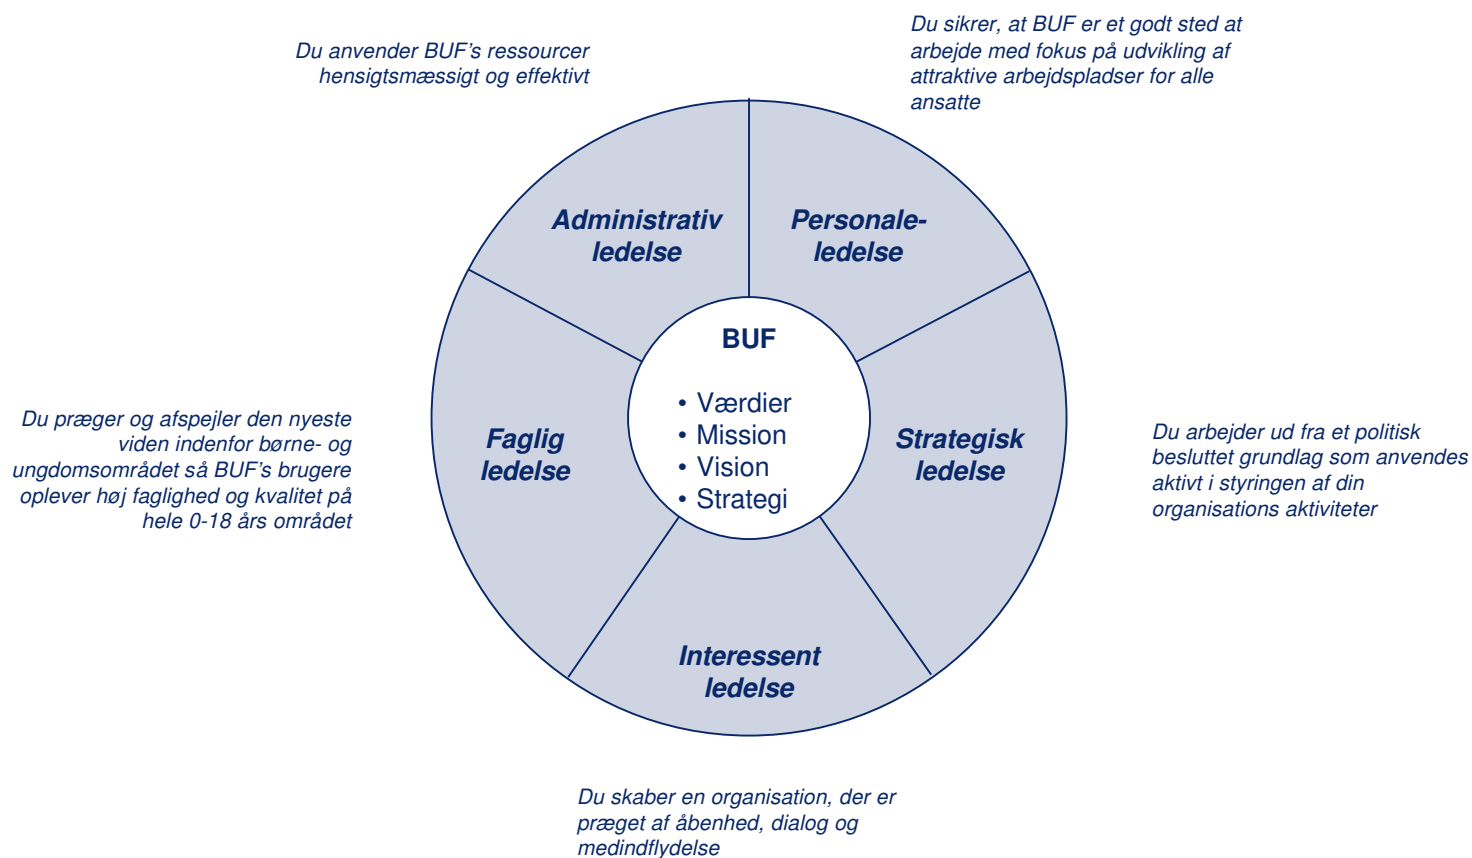 Du anvender BUF's ressourcer
hensigtsmæssigt og effektivt
Du sikrer, at BUF er et godt sted at
arbejde med fokus på udvikling af
attraktive arbejdspladser for alle
ansatte
Administrativ
ledelse
Personale-
ledelse
BUF
• Værdier
• Mission
• Vision
• Strategi
Faglig
ledelse
Strategisk
ledelse
Du præger og afspejler den nyeste
viden indenfor børne- og
ungdomsområdet så BUF's brugere
oplever høj faglighed og kvalitet på
hele 0-18 års området
Du arbejder ud fra et politisk
besluttet grundlag som anvendes
aktivt i styringen af din
organisations aktiviteter
Interessent
ledelse
Du skaber en organisation, der er
præget af åbenhed, dialog og
medindflydelse